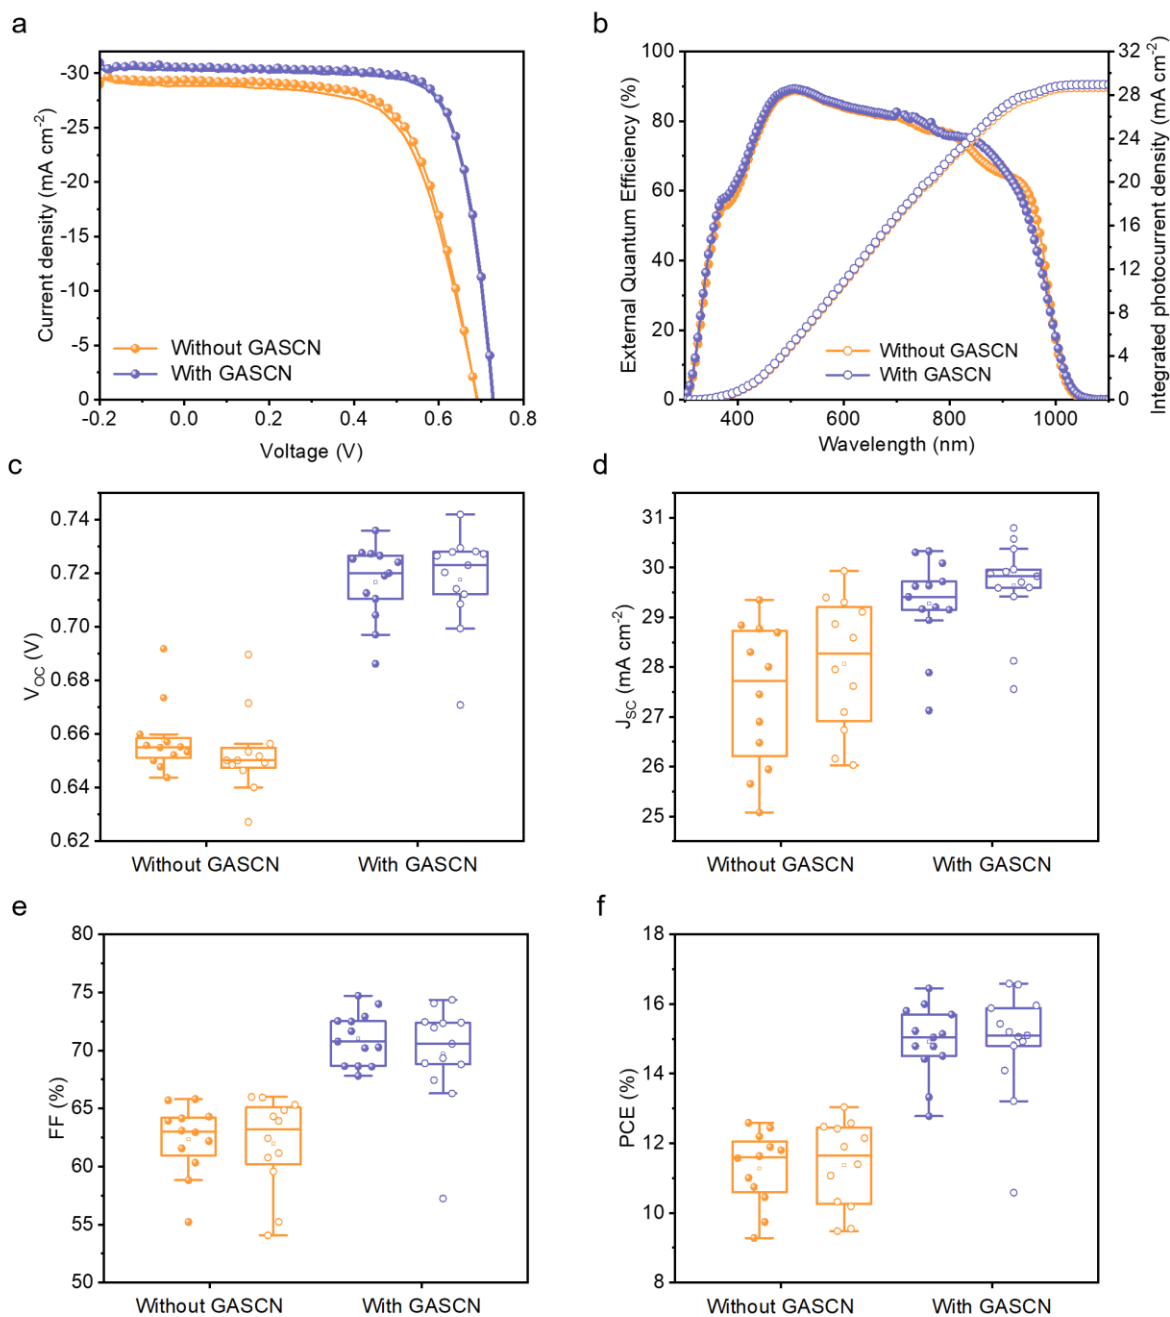 a
-30
-25
-20
-15
-10
-5
0
-0.2
0.0
0.2
0.4
0.6
0.8
Current density (mA cm-2)
Voltage (V)
Without GASCN
With GASCN
b
100
80
60
40
20
0
32
28
24
20
16
12
8
4
0
400
600
800
1000
External Quantum Efficiency (%)
Integrated photocurrent density (mA cm-2)
Wavelength (nm)
Without GASCN
With GASCN
c
0.74
0.72
0.70
0.68
0.66
0.64
0.62
VOC (V)
Without GASCN
With GASCN
d
31
30
29
28
27
26
25
JSC (mA cm-2)
Without GASCN
With GASCN
e
80
75
70
65
60
55
50
FF (%)
Without GASCN
With GASCN
f
18
16
14
12
10
8
PCE (%)
Without GASCN
With GASCN